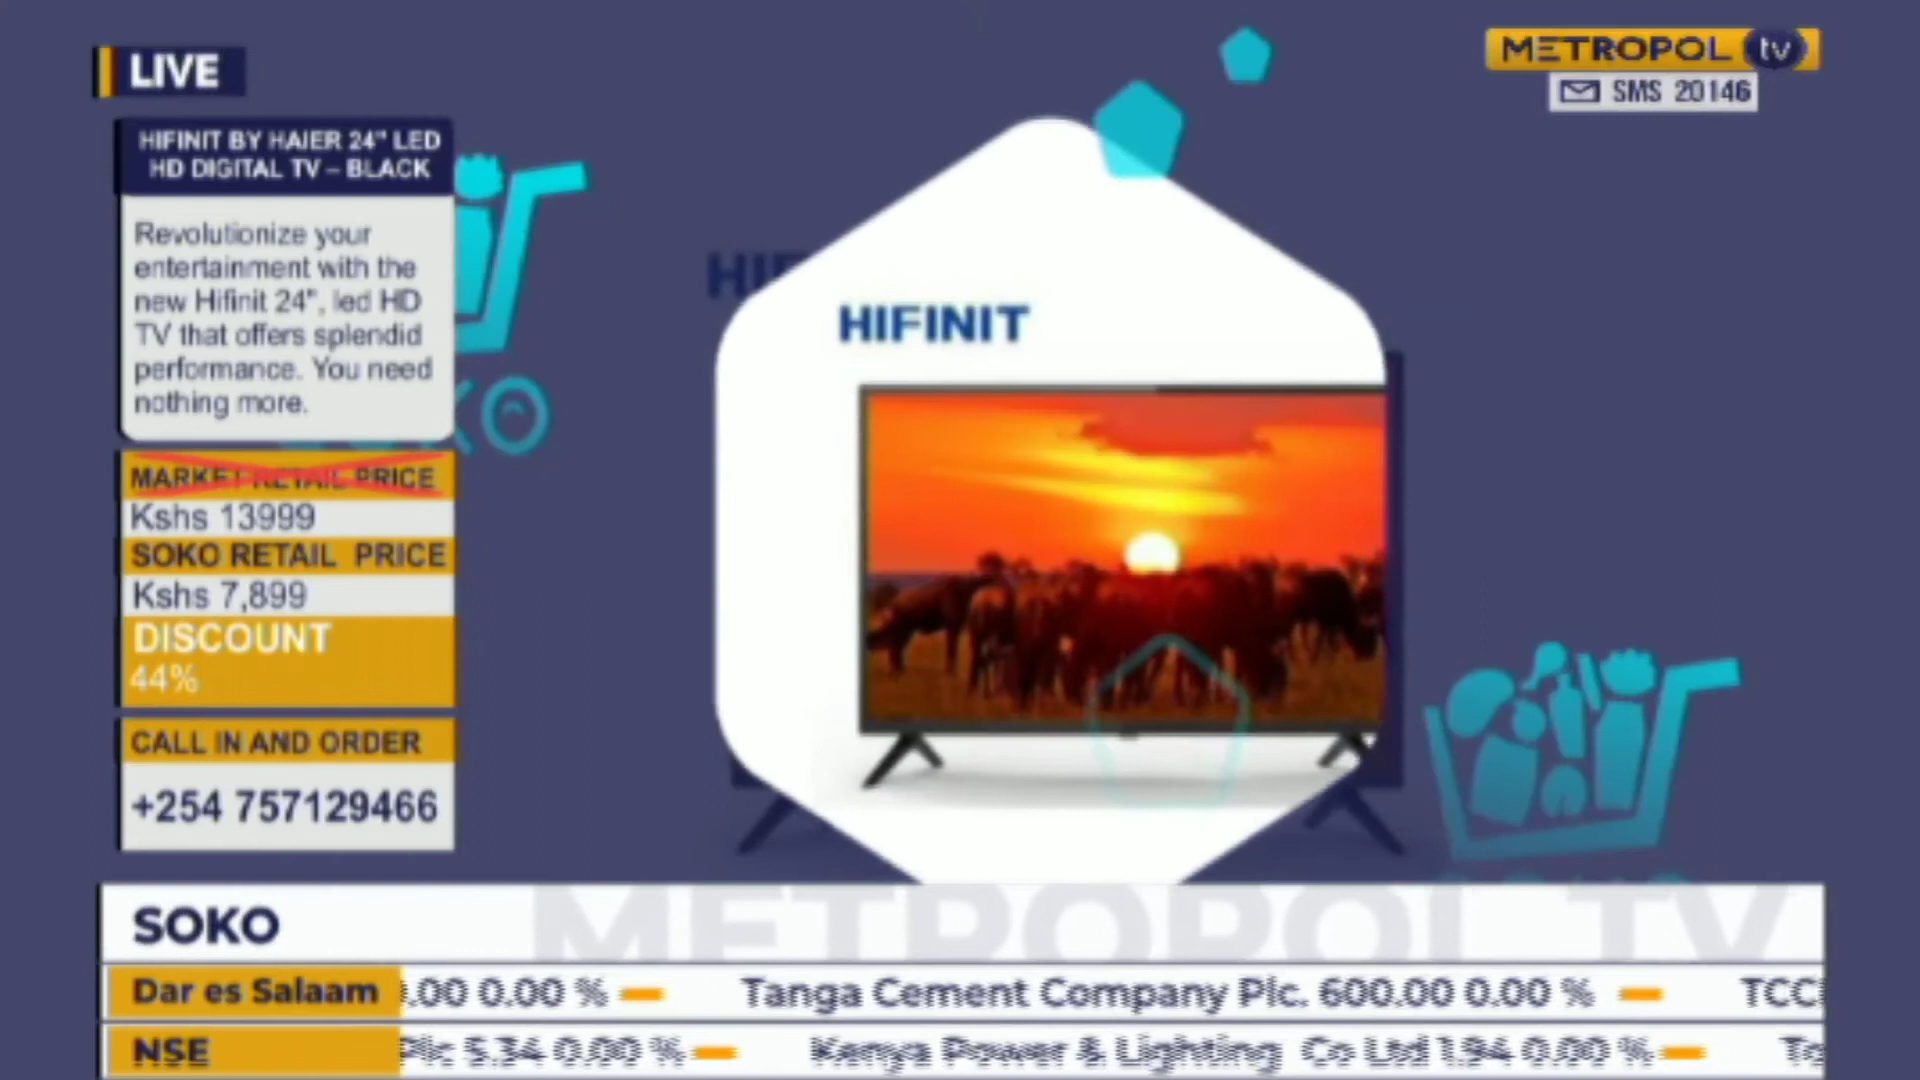 LIVE
METROPOL tv
SMS 20146
HIFINIT BY HAIER 24" LED
HD DIGITAL TV – BLACK
Revolutionize your
entertainment with the
new Hifinit 24", led HD
TV that offers splendid
performance. You need
nothing more.
MARKET RETAIL PRICE
Kshs 13999
SOKO RETAIL PRICE
Kshs 7,899
DISCOUNT
44%
CALL IN AND ORDER
+254 757129466
HIFINIT
SOKO
METROPOL TV
Dar es Salaam .00 0.00 % Tanga Cement Company Plc. 600.00 0.00 % TCC
NSE Plc 5.34 0.00 % Kenya Power & Lighting Co Ltd 1.94 0.00 % To